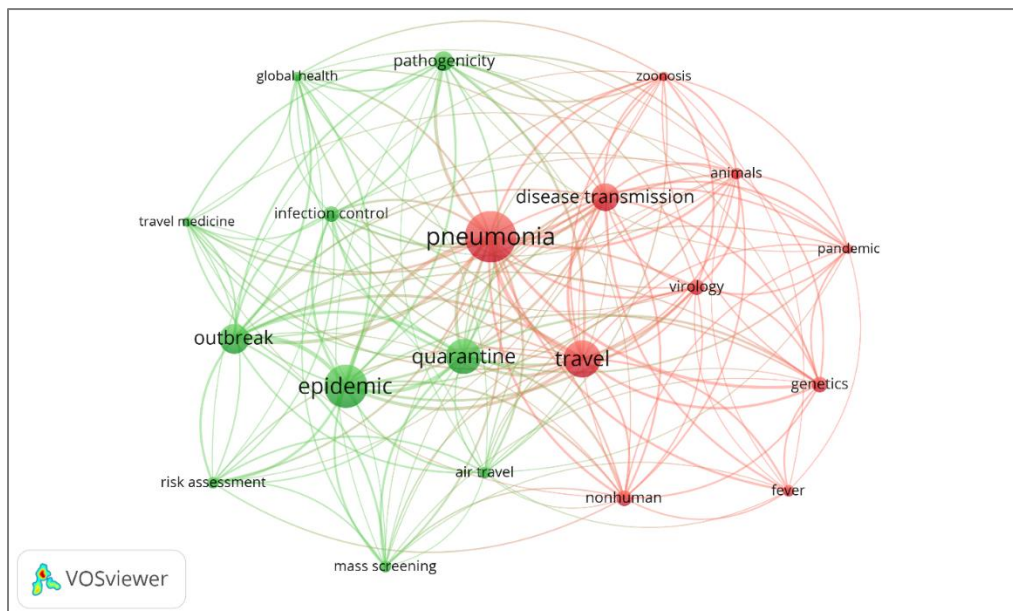 pathogenicity
global health
zoonosis
animals
disease transmission
infection control
travel medicine
pneumonia
pandemic
virology
outbreak
quarantine
travel
epidemic
genetics
air travel
risk assessment
fever
nonhuman
mass screening
VOSviewer